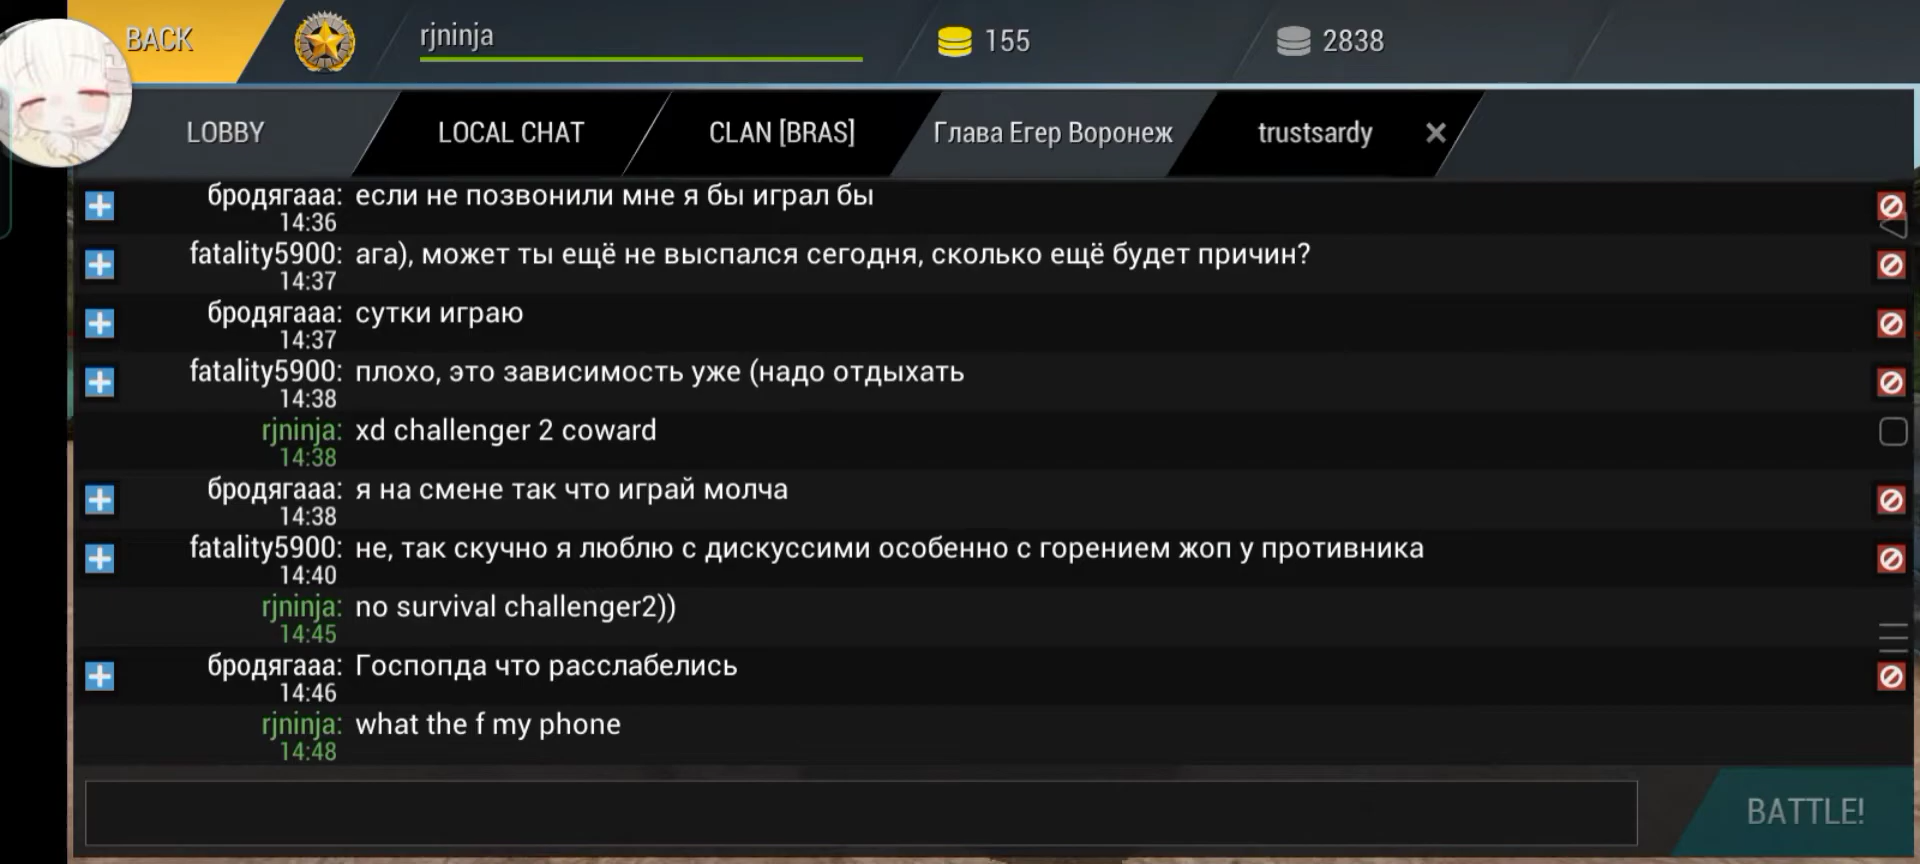 BACK
rjninja
155
2838
LOBBY
LOCAL CHAT
CLAN [BRAS]
Глава Егер Воронеж
trustsardy
бродягааа: если не позвонили мне я бы играл бы
14:36
fatality5900: ага), может ты ещё не выспался сегодня, сколько ещё будет причин?
14:37
бродягааа: сутки играю
14:37
fatality5900: плохо, это зависимость уже (надо отдыхать
14:38
rjninja: xd challenger 2 coward
14:38
бродягааа: я на смене так что играй молча
14:38
fatality5900: не, так скучно я люблю с дискуссими особенно с горением жоп у противника
14:40
rjninja: no survival challenger2))
14:45
бродягааа: Госпопда что расслабелись
14:46
rjninja: what the f my phone
14:48
BATTLE!